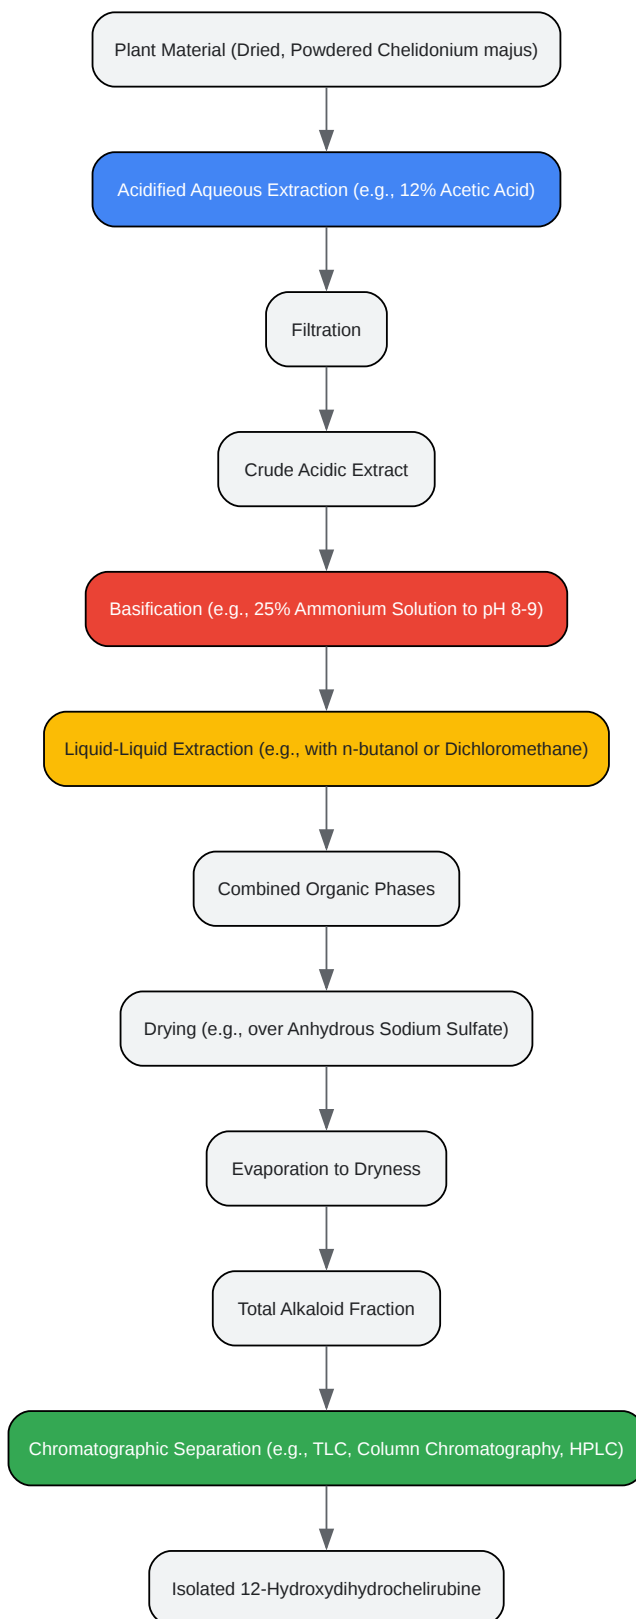 Plant Material (Dried, Powdered Chelidonium majus)
Acidified Aqueous Extraction (e.g., 12% Acetic Acid)
Filtration
Crude Acidic Extract
Basification (e.g., 25% Ammonium Solution to pH 8-9)
Liquid-Liquid Extraction (e.g., with n-butanol or Dichloromethane)
Combined Organic Phases
Drying (e.g., over Anhydrous Sodium Sulfate)
Evaporation to Dryness
Total Alkaloid Fraction
Chromatographic Separation (e.g., TLC, Column Chromatography, HPLC)
Isolated 12-Hydroxydihydrochelirubine